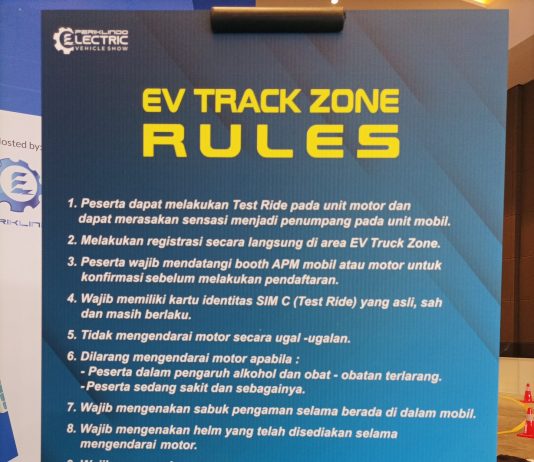 PERIKLINDO
ELECTRIC
VEHICLE SHOW
EV TRACK ZONE
RULES
losted by:
1. Peserta dapat melakukan Test Ride pada unit motor dan
dapat merasakan sensasi menjadi penumpang pada unit mobil.
2. Melakukan registrasi secara langsung di area EV Truck Zone.
3. Peserta wajib mendatangi booth APM mobil atau motor untuk
konfirmasi sebelum melakukan pendaftaran.
4. Wajib memiliki kartu identitas SIM C (Test Ride) yang asli, sah
dan masih berlaku.
5. Tidak mengendarai motor secara ugal -ugalan.
6. Dilarang mengendarai motor apabila :
- Peserta dalam pengaruh alkohol dan obat - obatan terlarang.
-Peserta sedang sakit dan sebagainya.
7. Wajib mengenakan sabuk pengaman selama berada di dalam mobil.
8. Wajib mengenakan helm yang telah disediakan selama
mengendarai motor.